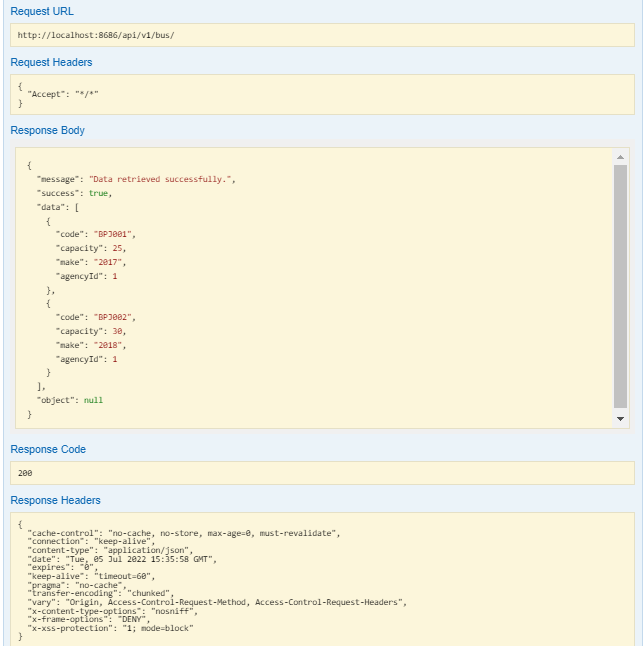 Request URL
http://localhost:8686/api/v1/bus/
Request Headers
{
  "Accept": "*/*"
}
Response Body
{
  "message": "Data retrieved successfully.",
  "success": true,
  "data": [
    {
      "code": "BPJ001",
      "capacity": 25,
      "make": "2017",
      "agencyId": 1
    },
    {
      "code": "BPJ002",
      "capacity": 30,
      "make": "2018",
      "agencyId": 1
    }
  ],
  "object": null
}
Response Code
200
Response Headers
{
  "cache-control": "no-cache, no-store, max-age=0, must-revalidate",
  "connection": "keep-alive",
  "content-type": "application/json",
  "date": "Tue, 05 Jul 2022 15:35:58 GMT",
  "expires": "0",
  "keep-alive": "timeout=60",
  "pragma": "no-cache",
  "transfer-encoding": "chunked",
  "vary": "Origin, Access-Control-Request-Method, Access-Control-Request-Headers",
  "x-content-type-options": "nosniff",
  "x-frame-options": "DENY",
  "x-xss-protection": "1; mode=block"
}